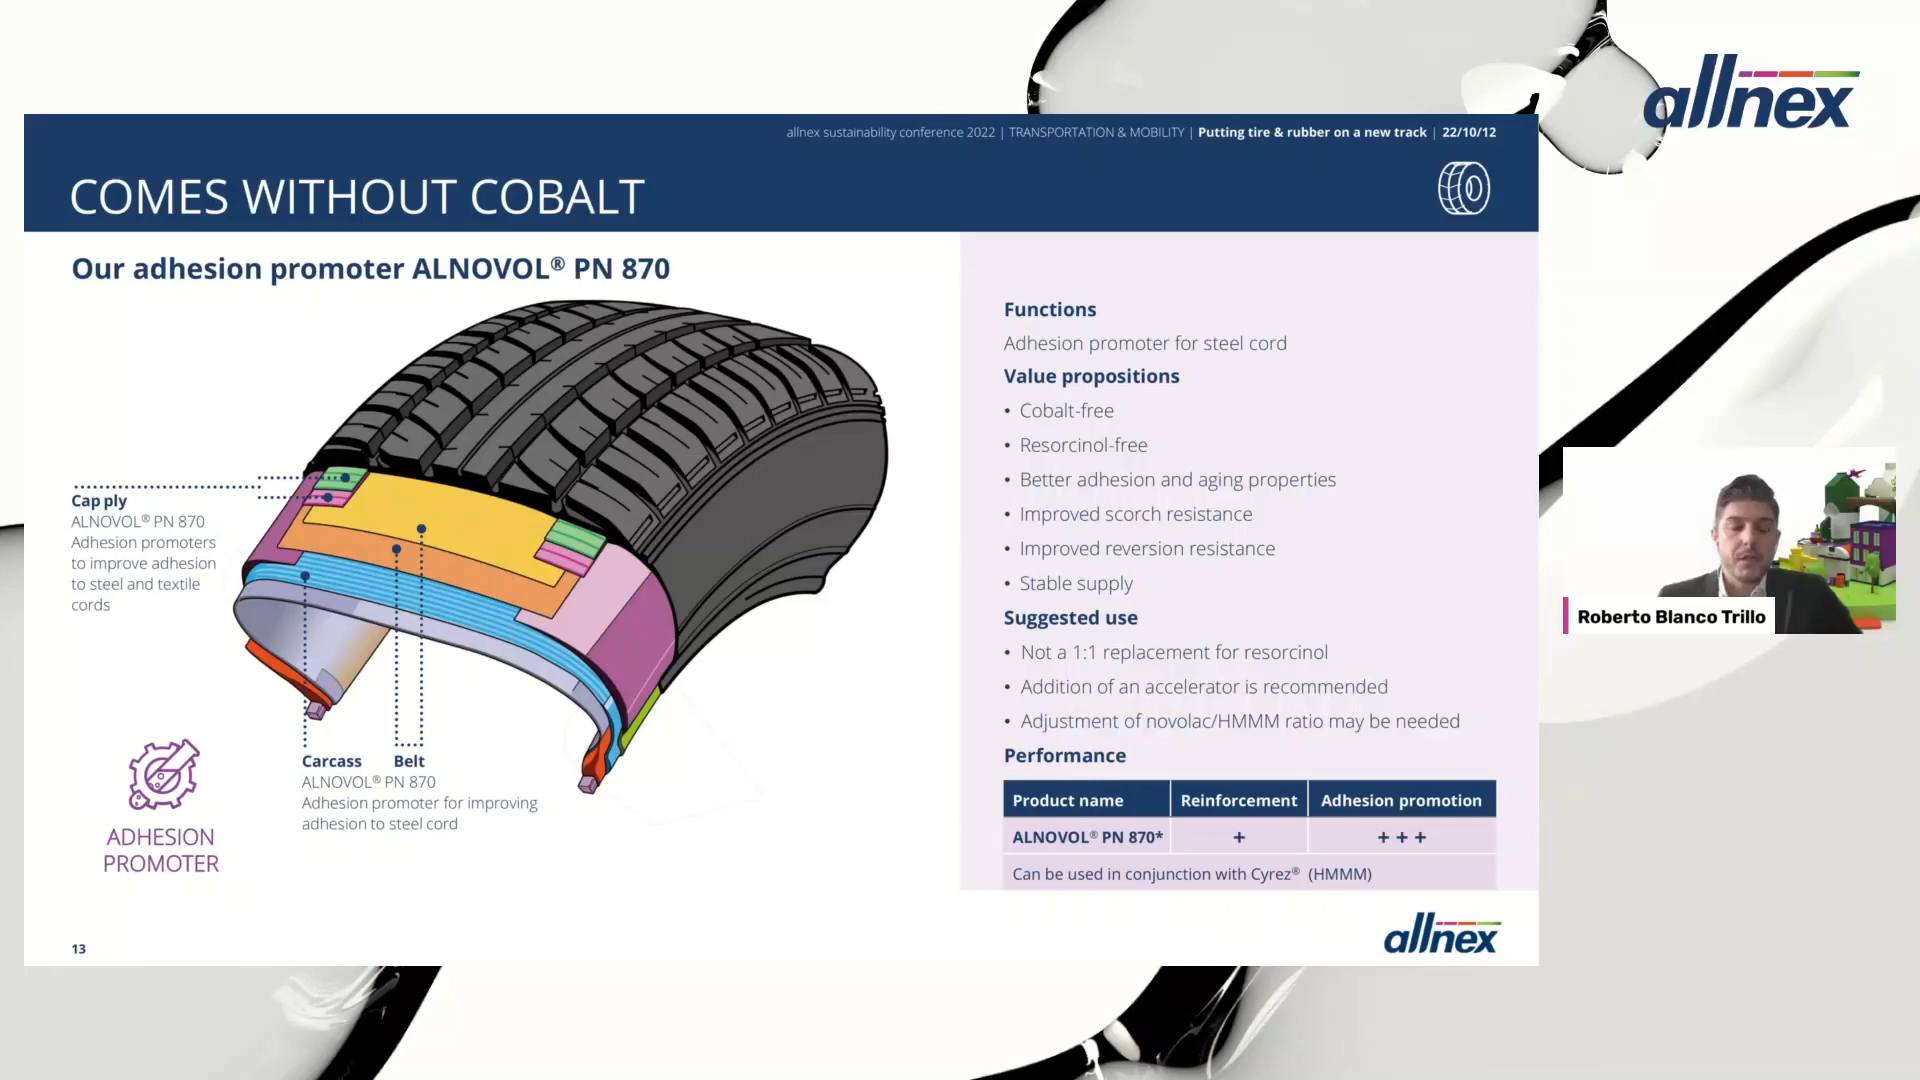 allnex
allnex sustainability conference 2022 | TRANSPORTATION & MOBILITY | Putting tire & rubber on a new track | 22/10/12
COMES WITHOUT COBALT
Our adhesion promoter ALNOVOL® PN 870
Cap ply
ALNOVOL® PN 870
Adhesion promoters
to improve adhesion
to steel and textile
cords
Carcass Belt
ALNOVOL® PN 870
Adhesion promoter for improving
adhesion to steel cord
ADHESION
PROMOTER
Functions
Adhesion promoter for steel cord
Value propositions
• Cobalt-free
• Resorcinol-free
• Better adhesion and aging properties
• Improved scorch resistance
• Improved reversion resistance
• Stable supply
Suggested use
• Not a 1:1 replacement for resorcinol
• Addition of an accelerator is recommended
• Adjustment of novolac/HMMM ratio may be needed
Performance
Product name Reinforcement Adhesion promotion
ALNOVOL® PN 870* + + + +
Can be used in conjunction with Cyrez® (HMMM)
13
allnex
Roberto Blanco Trillo